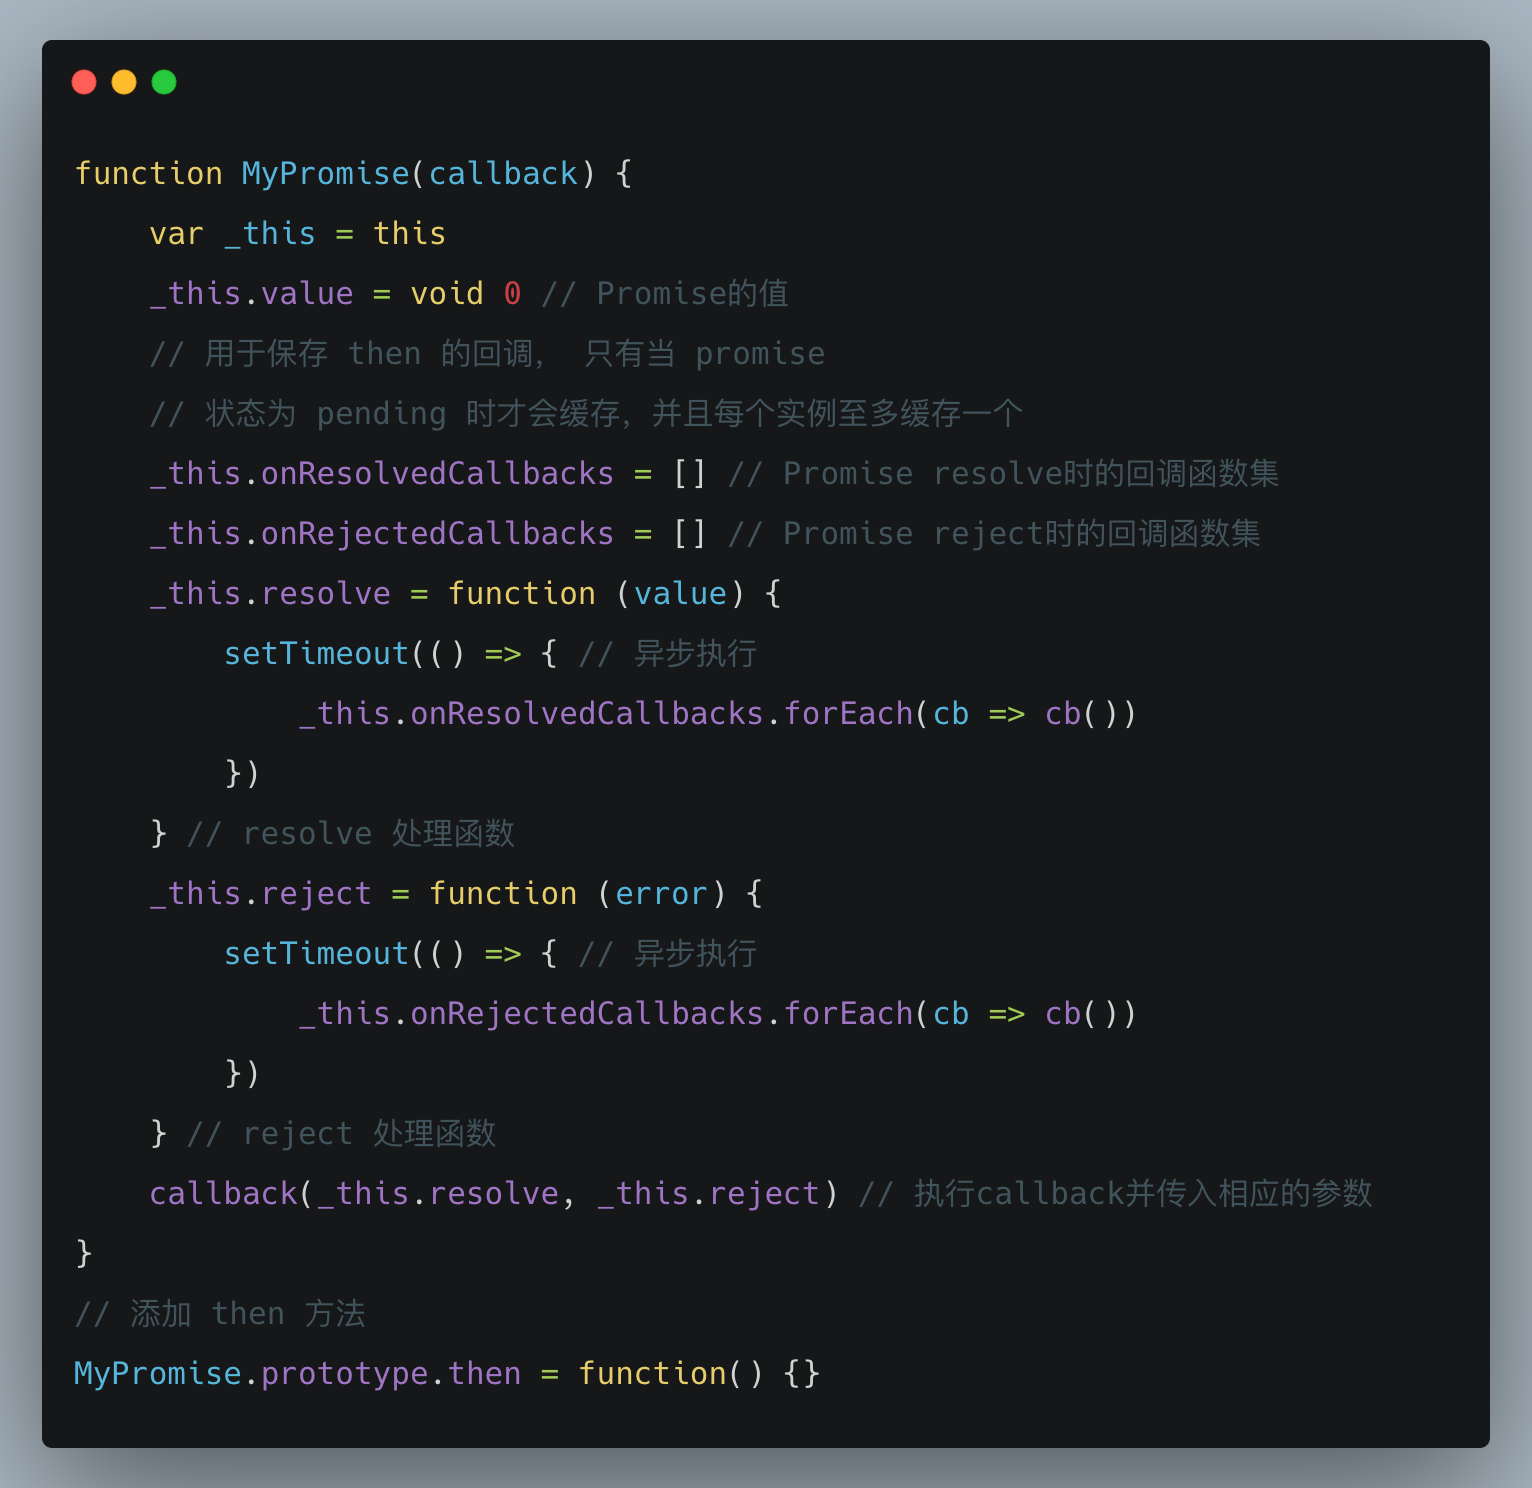 function MyPromise(callback) {
    var _this = this
    _this.value = void 0 // Promise的值
    // 用于保存 then 的回调， 只有当 promise
    // 状态为 pending 时才会缓存，并且每个实例至多缓存一个
    _this.onResolvedCallbacks = [] // Promise resolve时的回调函数集
    _this.onRejectedCallbacks = [] // Promise reject时的回调函数集
    _this.resolve = function (value) {
        setTimeout(() => { // 异步执行
            _this.onResolvedCallbacks.forEach(cb => cb())
        })
    } // resolve 处理函数
    _this.reject = function (error) {
        setTimeout(() => { // 异步执行
            _this.onRejectedCallbacks.forEach(cb => cb())
        })
    } // reject 处理函数
    callback(_this.resolve, _this.reject) // 执行callback并传入相应的参数
}
// 添加 then 方法
MyPromise.prototype.then = function() {}